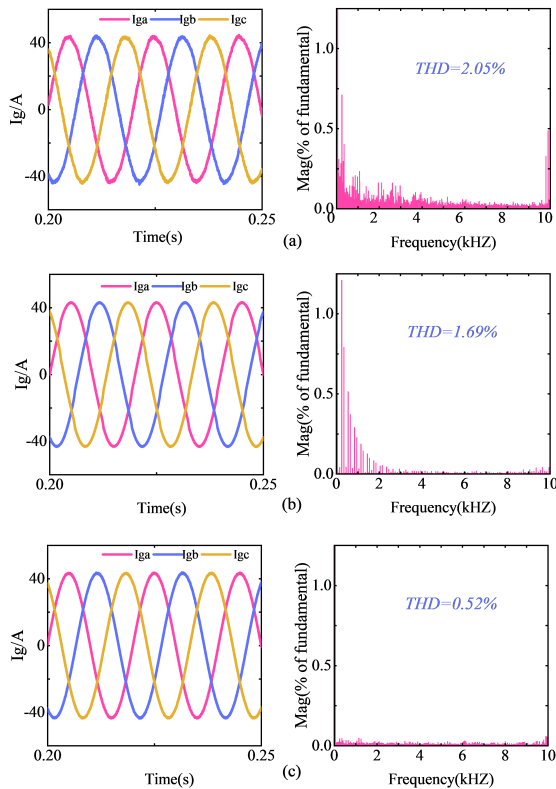 Iga Igb Igc
40
0
-40
Ig/A
0.20 0.25
Time(s)
THD=2.05%
1.0
0.5
0.0
Mag(% of fundamental)
2 4 6 8 10
Frequency(kHZ)
(a)
Iga Igb Igc
40
0
-40
Ig/A
0.20 0.25
Time(s)
THD=1.69%
1.0
0.5
0.0
Mag(% of fundamental)
0 2 4 6 8 10
Frequency(kHZ)
(b)
Iga Igb Igc
40
0
-40
Ig/A
0.20 0.25
Time(s)
THD=0.52%
1.0
0.5
0.0
Mag(% of fundamental)
0 2 4 6 8 10
Frequency(kHZ)
(c)